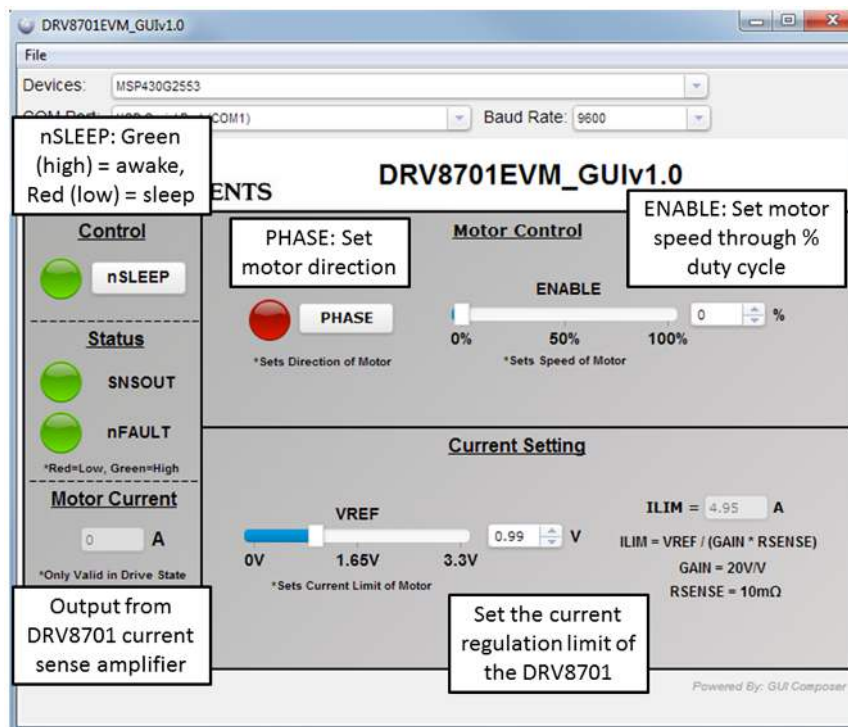 DRV8701EVM_GUIv1.0
File
Devices: MSP430G2553
(COM1) Baud Rate: 9600
nSLEEP: Green
(high) = awake,
Red (low) = sleep
ENTS
DRV8701EVM_GUIv1.0
ENABLE: Set motor
speed through %
duty cycle
Control
nSLEEP
PHASE: Set
motor direction
Motor Control
PHASE
*Sets Direction of Motor
ENABLE
0 %
0% 50% 100%
*Sets Speed of Motor
Status
SNSOUT
nFAULT
*Red=Low, Green=High
Motor Current
0 A
*Only Valid in Drive State
Output from
DRV8701 current
sense amplifier
Current Setting
VREF
0.99 V
0V 1.65V 3.3V
*Sets Current Limit of Motor
ILIM = 4.95 A
ILIM = VREF / (GAIN * RSENSE)
GAIN = 20V/V
RSENSE = 10mΩ
Set the current
regulation limit of
the DRV8701
Powered By: GUI Composer